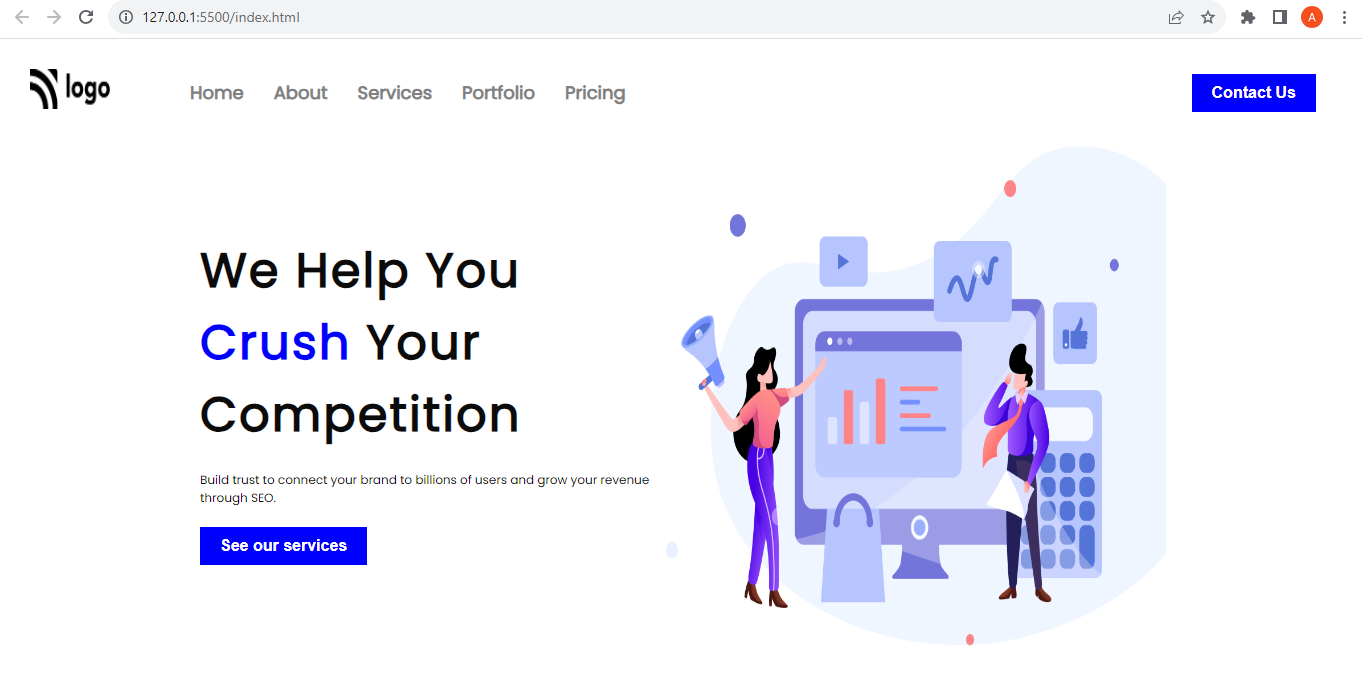 127.0.0.1:5500/index.html
A
logo
Home About Services Portfolio Pricing
Contact Us
We Help You
Crush Your
Competition
Build trust to connect your brand to billions of users and grow your revenue
through SEO.
See our services